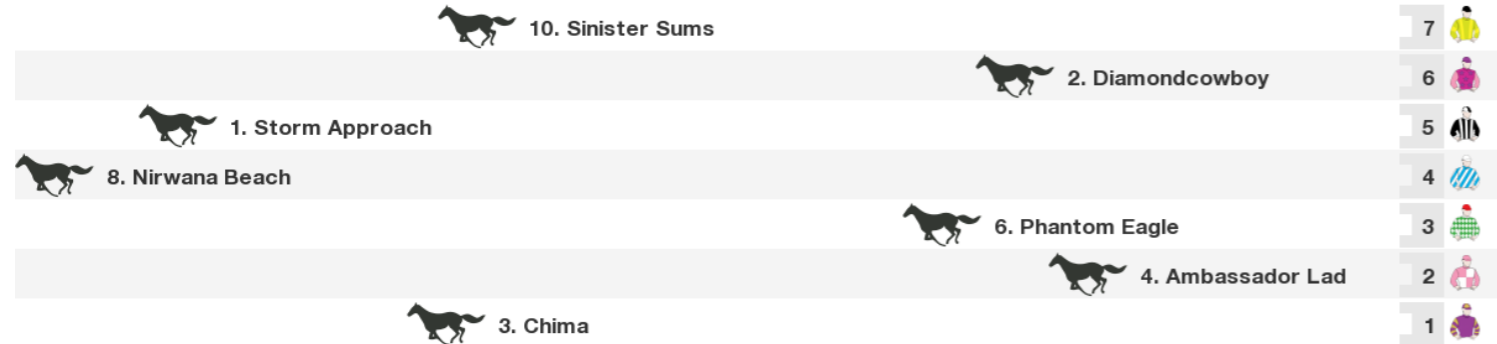 10. Sinister Sums 7
2. Diamondcowboy 6
1. Storm Approach 5
8. Nirwana Beach 4
6. Phantom Eagle 3
4. Ambassador Lad 2
3. Chima 1